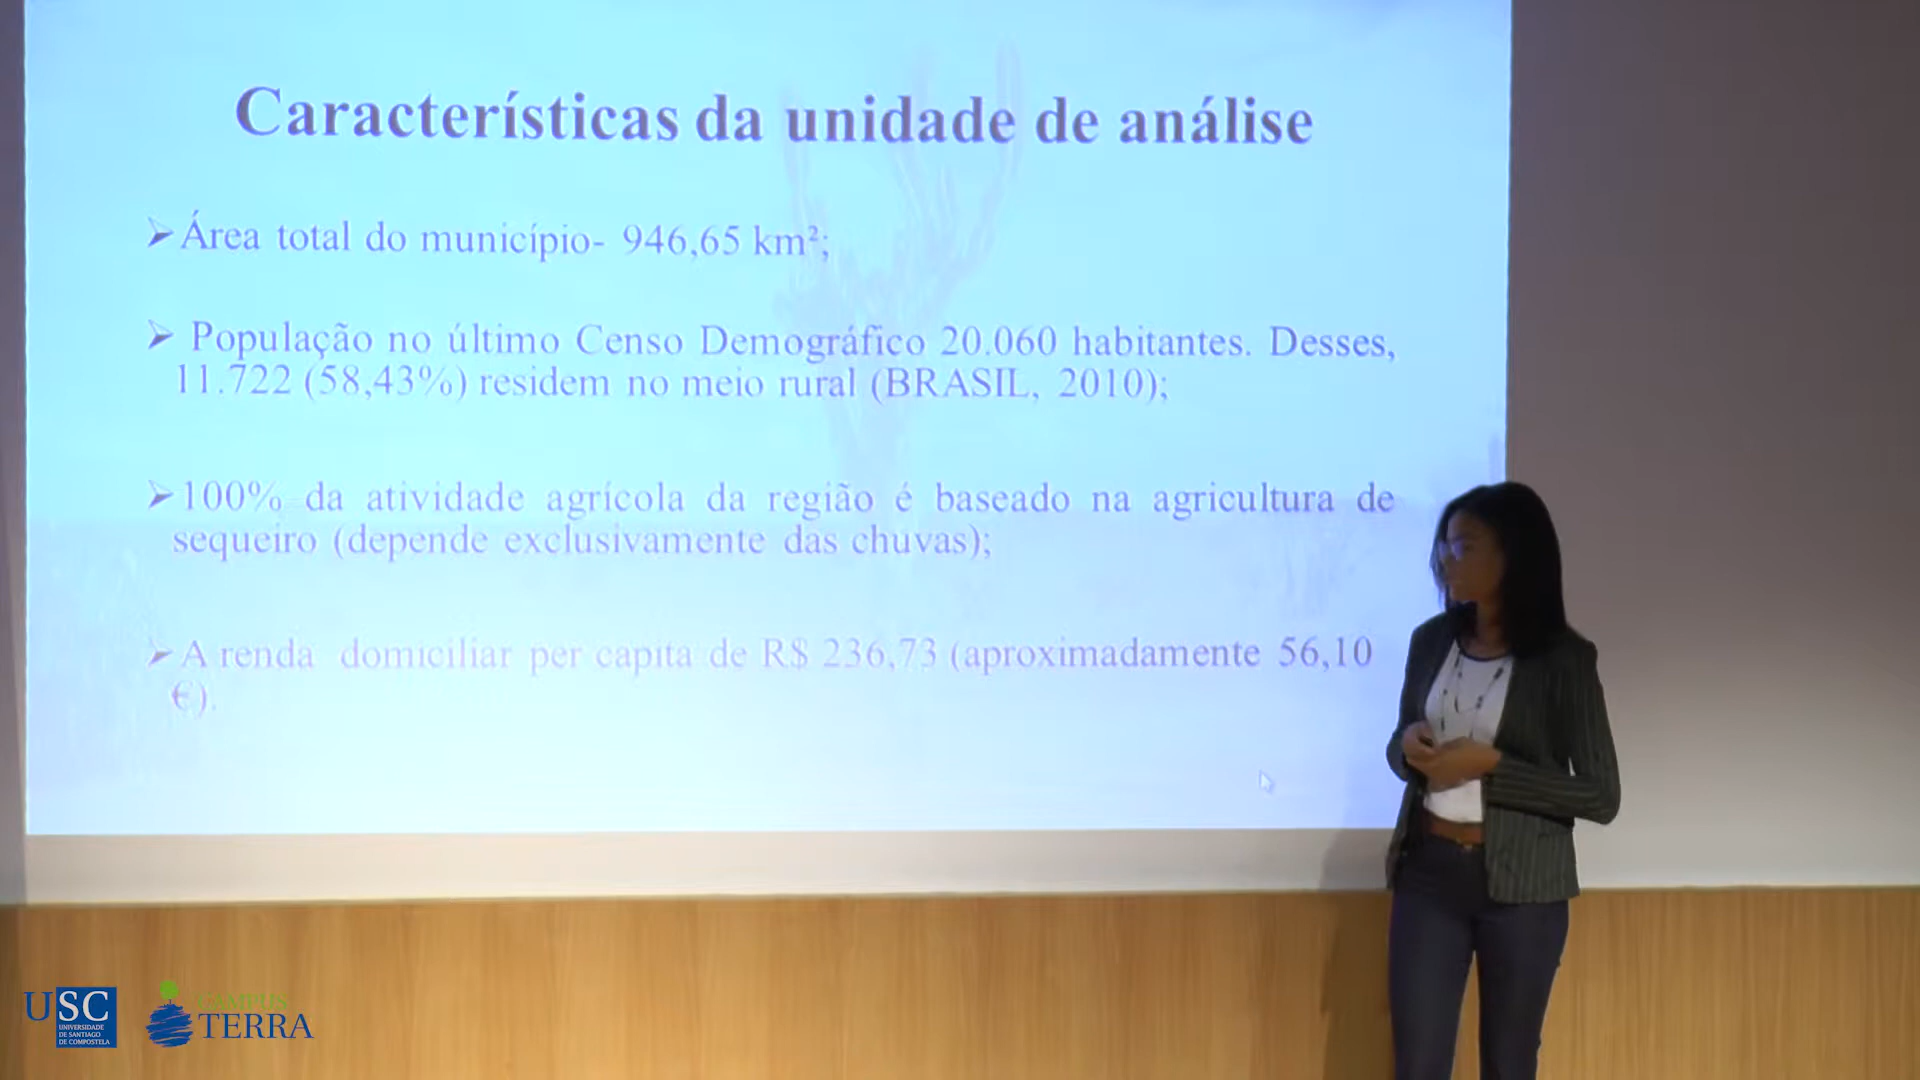 Características da unidade de análise
➢Área total do município- 946,65 km²;
➢ População no último Censo Demográfico 20.060 habitantes. Desses,
11.722 (58,43%) residem no meio rural (BRASIL, 2010);
➢100% da atividade agrícola da região é baseado na agricultura de
sequeiro (depende exclusivamente das chuvas);
➢A renda domiciliar per capita de R$ 236,73 (aproximadamente 56,10
€).
USC
UNIVERSIDADE
DE SANTIAGO
DE COMPOSTELA
CAMPUS
TERRA